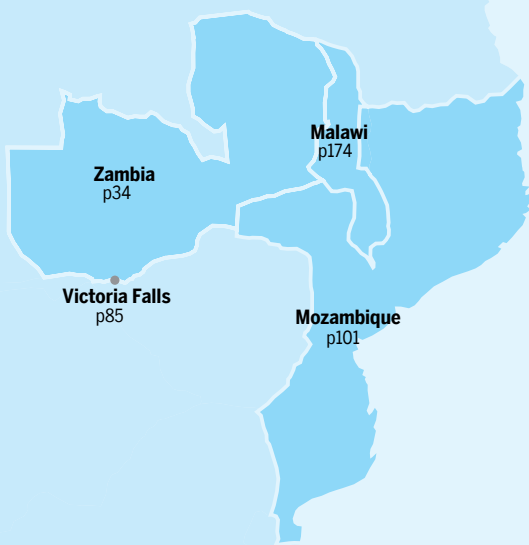 Malawi
p174
Zambia
p34
Victoria Falls
p85
Mozambique
p101